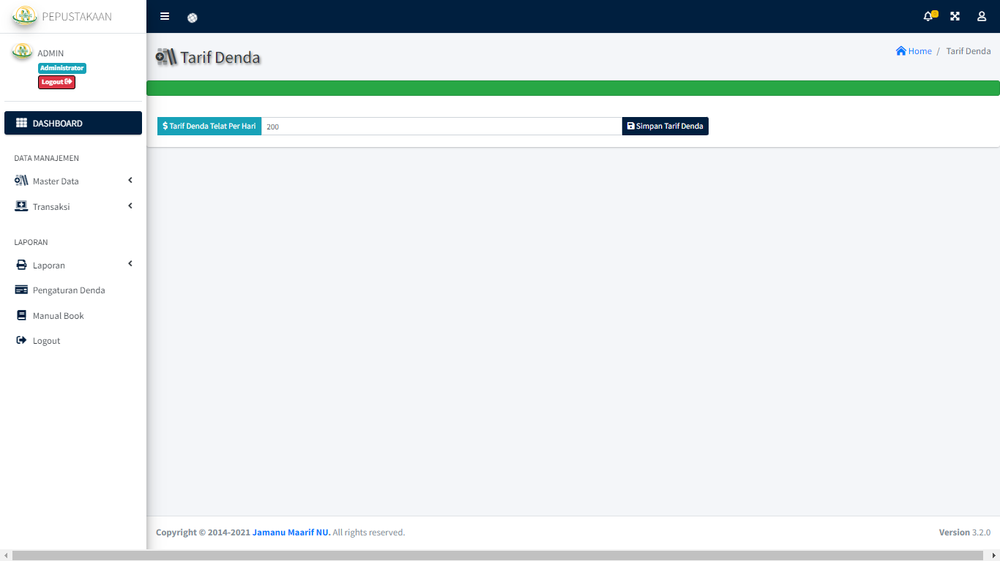 PEPUSTAKAAN
0
ADMIN
Administrator
Logout
Tarif Denda
Home / Tarif Denda
$ Tarif Denda Telat Per Hari 200 Simpan Tarif Denda
DASHBOARD
DATA MANAJEMEN
Master Data
Transaksi
LAPORAN
Laporan
Pengaturan Denda
Manual Book
Logout
Copyright © 2014-2021 Jamanu Maarif NU. All rights reserved.
Version 3.2.0